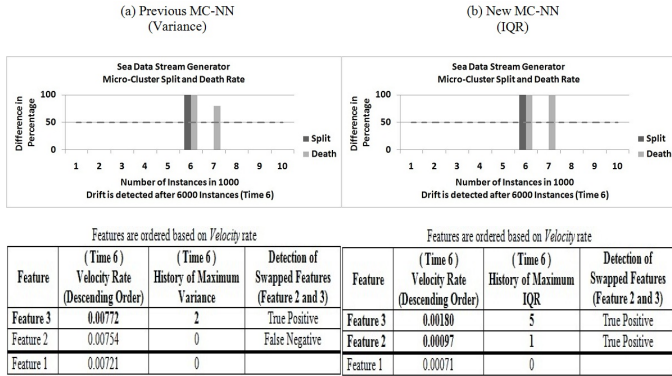 (a) Previous MC-NN
(Variance)
Sea Data Stream Generator
Micro-Cluster Split and Death Rate
Difference in
Percentage
100
50
0
1 2 3 4 5 6 7 8 9 10
Split
Death
Number of Instances in 1000
Drift is detected after 6000 Instances (Time 6)
Features are ordered based on Velocity rate
Feature
( Time 6 )
Velocity Rate
(Descending Order)
( Time 6 )
History of Maximum
Variance
Detection of
Swapped Features
(Feature 2 and 3)
Feature 3 0.00772 2 True Positive
Feature 2 0.00754 0 False Negative
Feature 1 0.00721 0
(b) New MC-NN
(IQR)
Sea Data Stream Generator
Micro-Cluster Split and Death Rate
Difference in
Percentage
100
50
0
1 2 3 4 5 6 7 8 9 10
Split
Death
Number of Instances in 1000
Drift is detected after 6000 Instances (Time 6)
Features are ordered based on Velocity rate
Feature
( Time 6 )
Velocity Rate
(Descending Order)
( Time 6 )
History of Maximum
IQR
Detection of
Swapped Features
(Feature 2 and 3)
Feature 3 0.00180 5 True Positive
Feature 2 0.00097 1 True Positive
Feature 1 0.00071 0